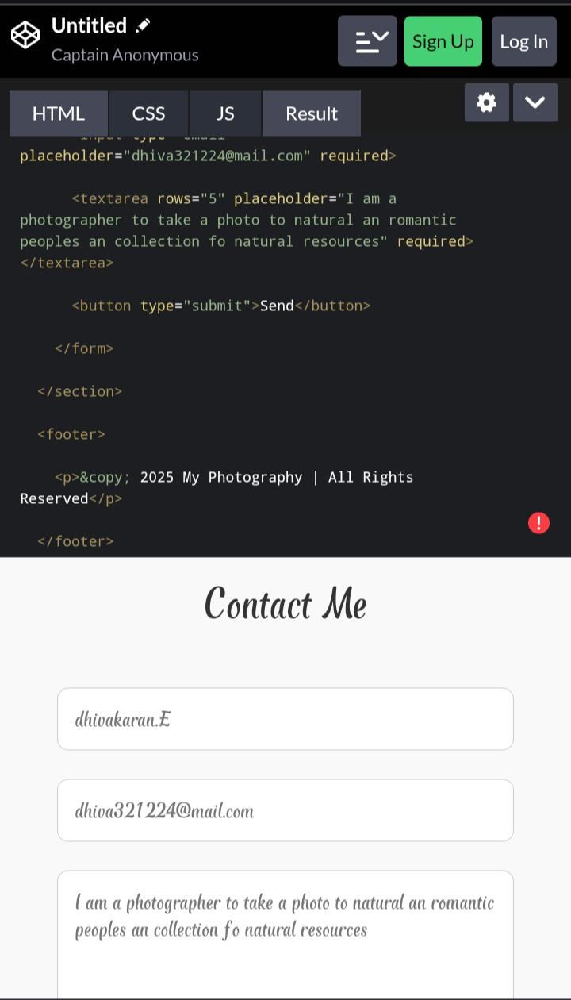 Untitled
Captain Anonymous
Sign Up
Log In
HTML
CSS
JS
Result
input type="email"
placeholder="dhiva321224@mail.com" required>
<textarea rows="5" placeholder="I am a
photographer to take a photo to natural an romantic
peoples an collection fo natural resources" required>
</textarea>
<button type="submit">Send</button>
</form>
</section>
<footer>
<p>&copy; 2025 My Photography | All Rights
Reserved</p>
</footer>
Contact Me
dhivakaran.E
dhiva321224@mail.com
I am a photographer to take a photo to natural an romantic
peoples an collection fo natural resources